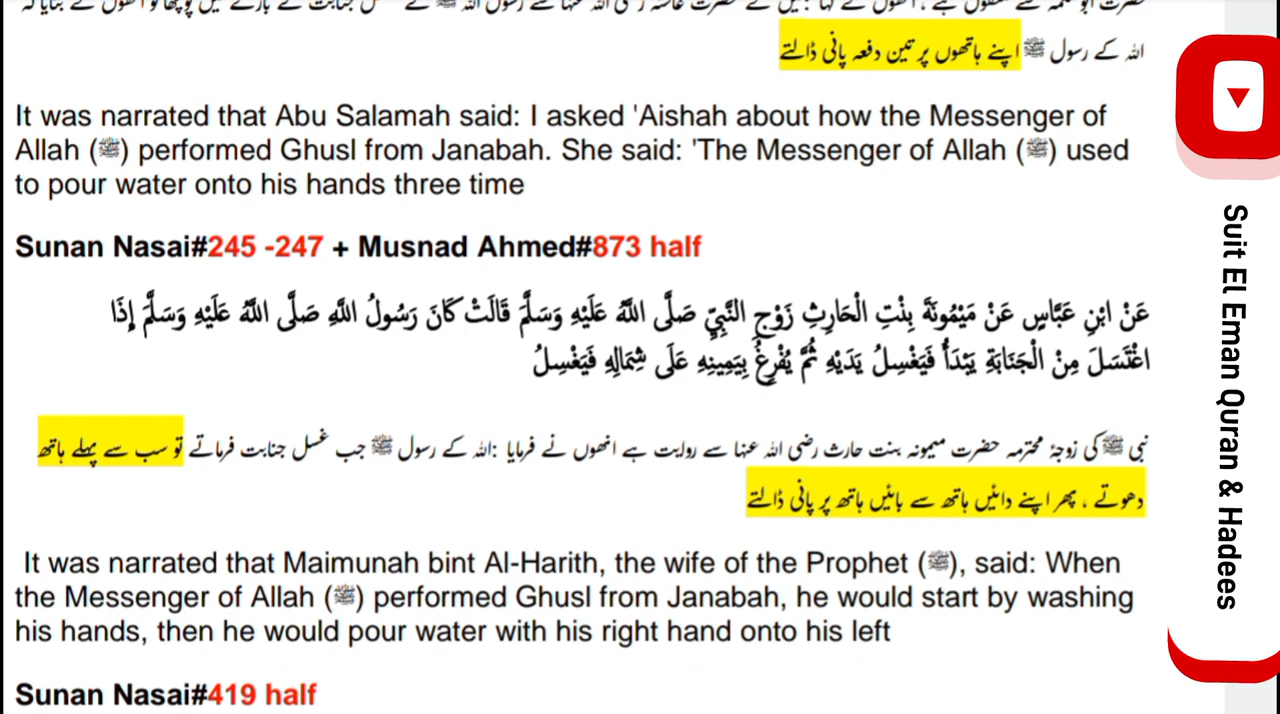 اللہ کے رسول ﷺ اپنے ہاتھوں پر تین دفعہ پانی ڈالتے
It was narrated that Abu Salamah said: I asked 'Aishah about how the Messenger of
Allah (ﷺ) performed Ghusl from Janabah. She said: 'The Messenger of Allah (ﷺ) used
to pour water onto his hands three time
Sunan Nasai#245 -247 + Musnad Ahmed#873 half
عَنْ ابْنِ عَبَّاسٍ عَنْ مَيْمُونَةَ بِنْتِ الْحَارِثِ زَوْجِ النَّبِيِّ صَلَّى اللَّهُ عَلَيْهِ وَسَلَّمَ قَالَتْ كَانَ رَسُولُ اللَّهِ صَلَّى اللَّهُ عَلَيْهِ وَسَلَّمَ إِذَا
اغْتَسَلَ مِنْ الْجَنَابَةِ يَبْدَأُ فَيَغْسِلُ يَدَيْهِ ثُمَّ يُفْرِغُ بِيَمِينِهِ عَلَى شِمَالِهِ فَيَغْسِلُ
نبی ﷺ کی زوجۂ محترمہ حضرت میمونہ بنت حارث رضی اللہ عنہا سے روایت ہے انھوں نے فرمایا :اللہ کے رسول ﷺ جب غسل جنابت فرماتے تو سب سے پہلے ہاتھ
دھوتے ، پھر اپنے دائیں ہاتھ سے بائیں ہاتھ پر پانی ڈالتے
It was narrated that Maimunah bint Al-Harith, the wife of the Prophet (ﷺ), said: When
the Messenger of Allah (ﷺ) performed Ghusl from Janabah, he would start by washing
his hands, then he would pour water with his right hand onto his left
Sunan Nasai#419 half
Suit El Eman Quran & Hadees